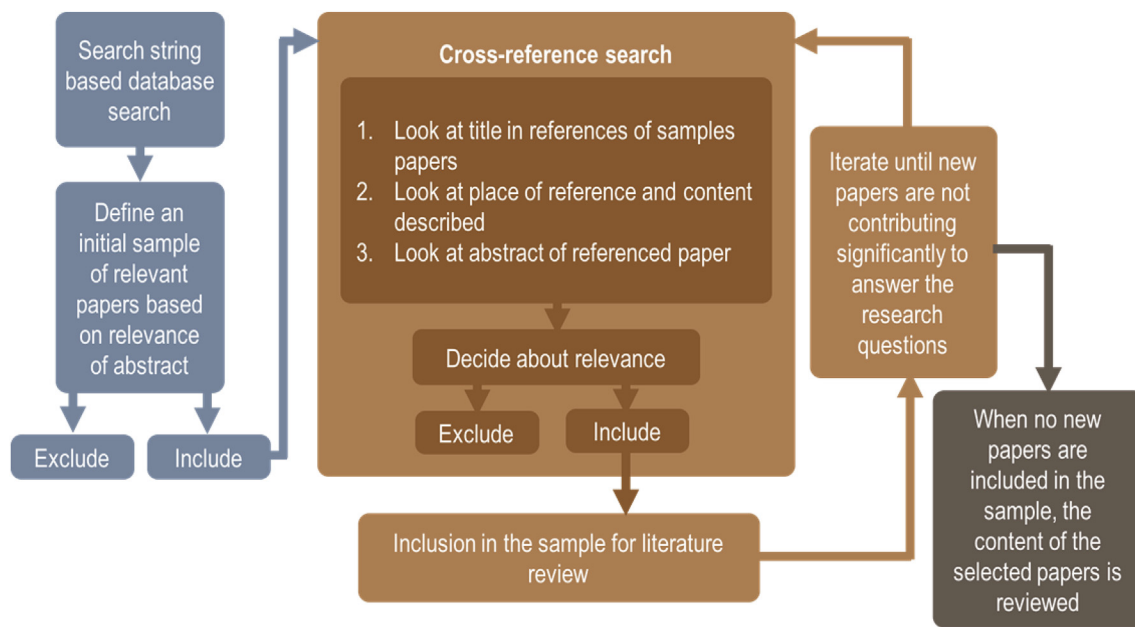 Search string
based database
search
Define an
initial sample
of relevant
papers based
on relevance
of abstract
Exclude
Include
Cross-reference search
1. Look at title in references of samples
papers
2. Look at place of reference and content
described
3. Look at abstract of referenced paper
Decide about relevance
Exclude
Include
Inclusion in the sample for literature
review
Iterate until new
papers are not
contributing
significantly to
answer the
research
questions
When no new
papers are
included in the
sample, the
content of the
selected papers is
reviewed